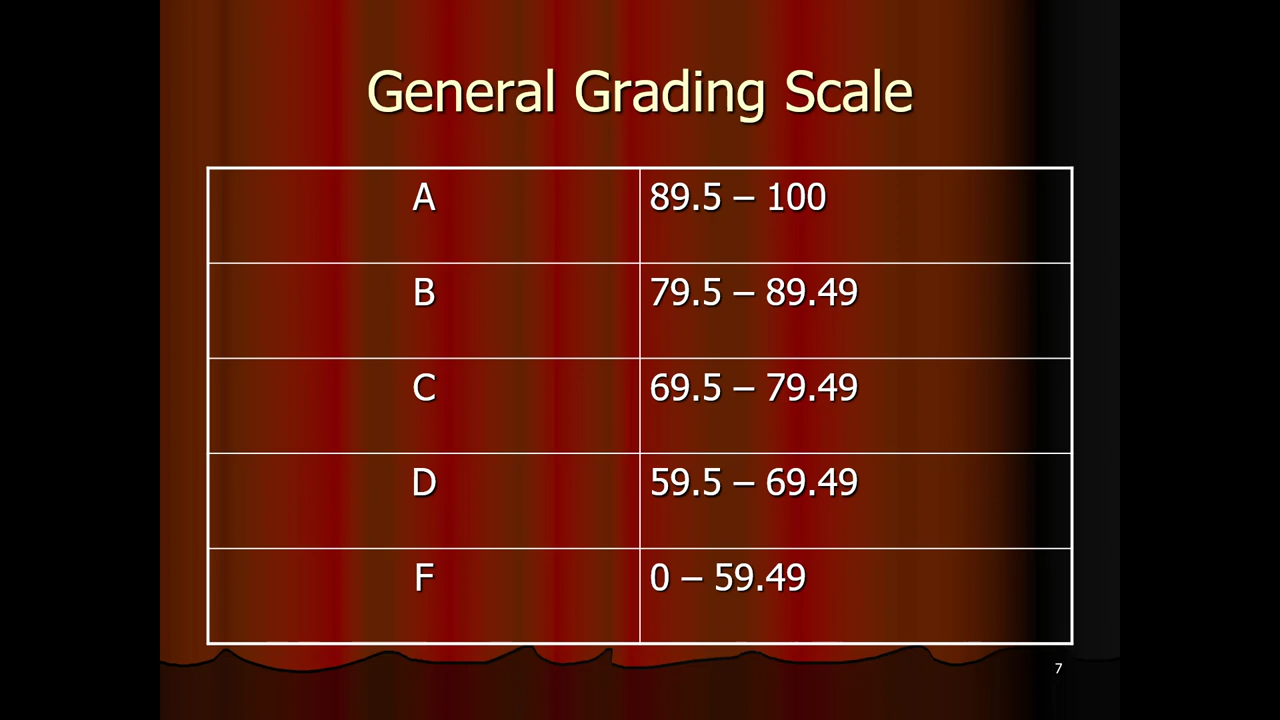 General Grading Scale
A 89.5 – 100
B 79.5 – 89.49
C 69.5 – 79.49
D 59.5 – 69.49
F 0 – 59.49
7